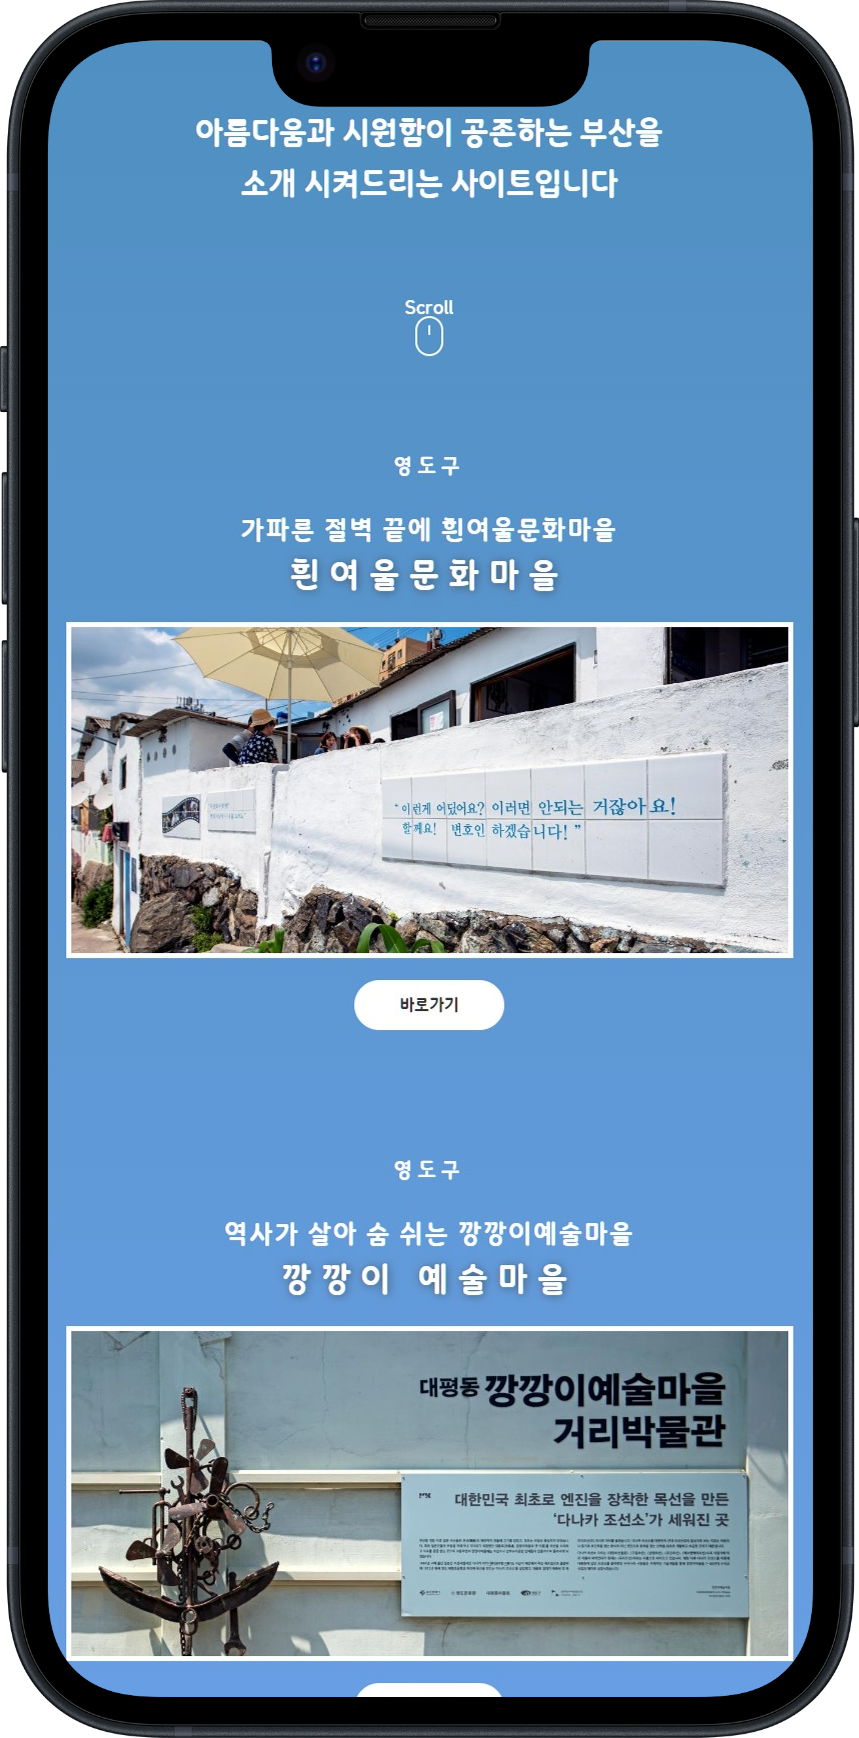 아름다움과 시원함이 공존하는 부산을
소개 시켜드리는 사이트입니다
Scroll
영도구
가파른 절벽 끝에 흰여울문화마을
흰여울문화마을
“이런게 어딨어요? 이러면 안되는 거잖아요!
할께요! 변호인 하겠습니다!”
바로가기
영도구
역사가 살아 숨 쉬는 깡깡이예술마을
깡깡이 예술마을
대평동 깡깡이예술마을
거리박물관
대한민국 최초로 엔진을 장착한 목선을 만든
‘다나카 조선소’가 세워진 곳